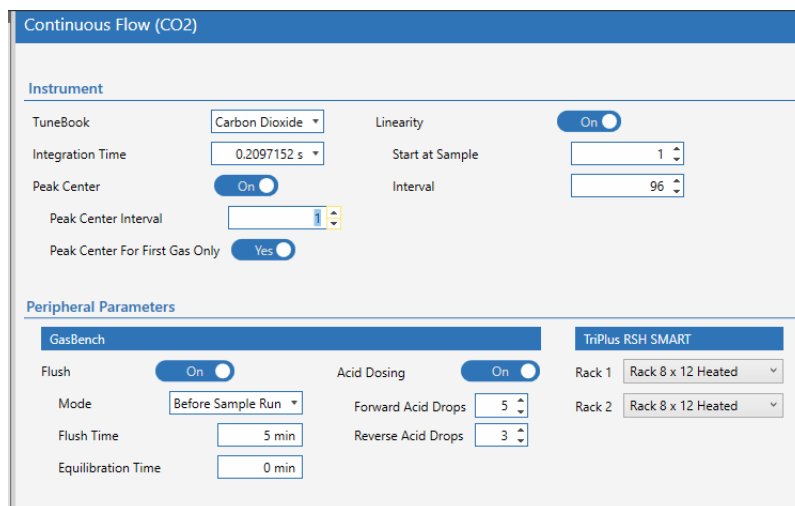 Continuous Flow (CO2)
Instrument
TuneBook Carbon Dioxide Linearity On
Integration Time 0.2097152 s Start at Sample 1
Peak Center On Interval 96
Peak Center Interval 1
Peak Center For First Gas Only Yes
Peripheral Parameters
GasBench TriPlus RSH SMART
Flush On Acid Dosing On Rack 1 Rack 8 x 12 Heated
Mode Before Sample Run Forward Acid Drops 5 Rack 2 Rack 8 x 12 Heated
Flush Time 5 min Reverse Acid Drops 3
Equilibration Time 0 min